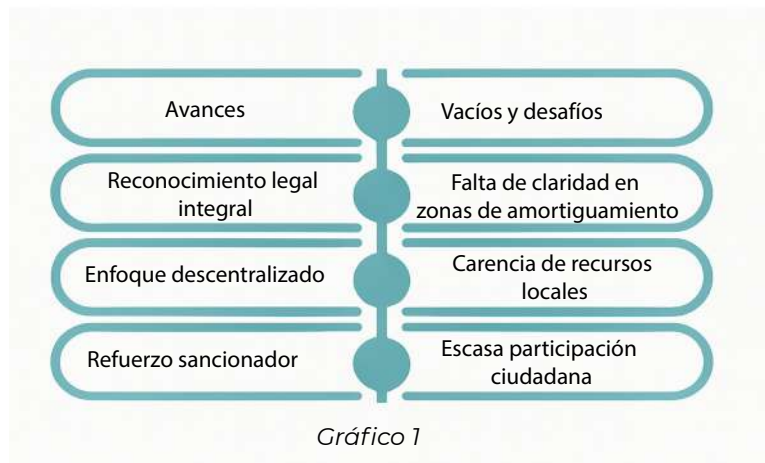 Avances
Vacíos y desafíos
Reconocimiento legal
integral
Falta de claridad en
zonas de amortiguamiento
Enfoque descentralizado
Carencia de recursos
locales
Refuerzo sancionador
Escasa participación
ciudadana
Gráfico 1